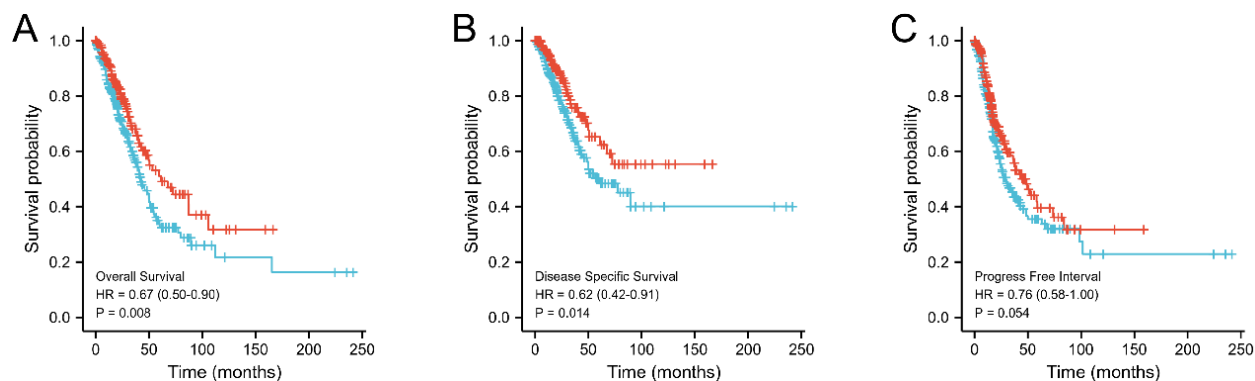 A
Survival probability
1.0
0.8
0.6
0.4
0.2
0.0
Overall Survival
HR = 0.67 (0.50-0.90)
P = 0.008
0 50 100 150 200 250
Time (months)
B
Survival probability
1.0
0.8
0.6
0.4
0.2
0.0
Disease Specific Survival
HR = 0.62 (0.42-0.91)
P = 0.014
0 50 100 150 200 250
Time (months)
C
Survival probability
1.0
0.8
0.6
0.4
0.2
0.0
Progress Free Interval
HR = 0.76 (0.58-1.00)
P = 0.054
0 50 100 150 200 250
Time (months)